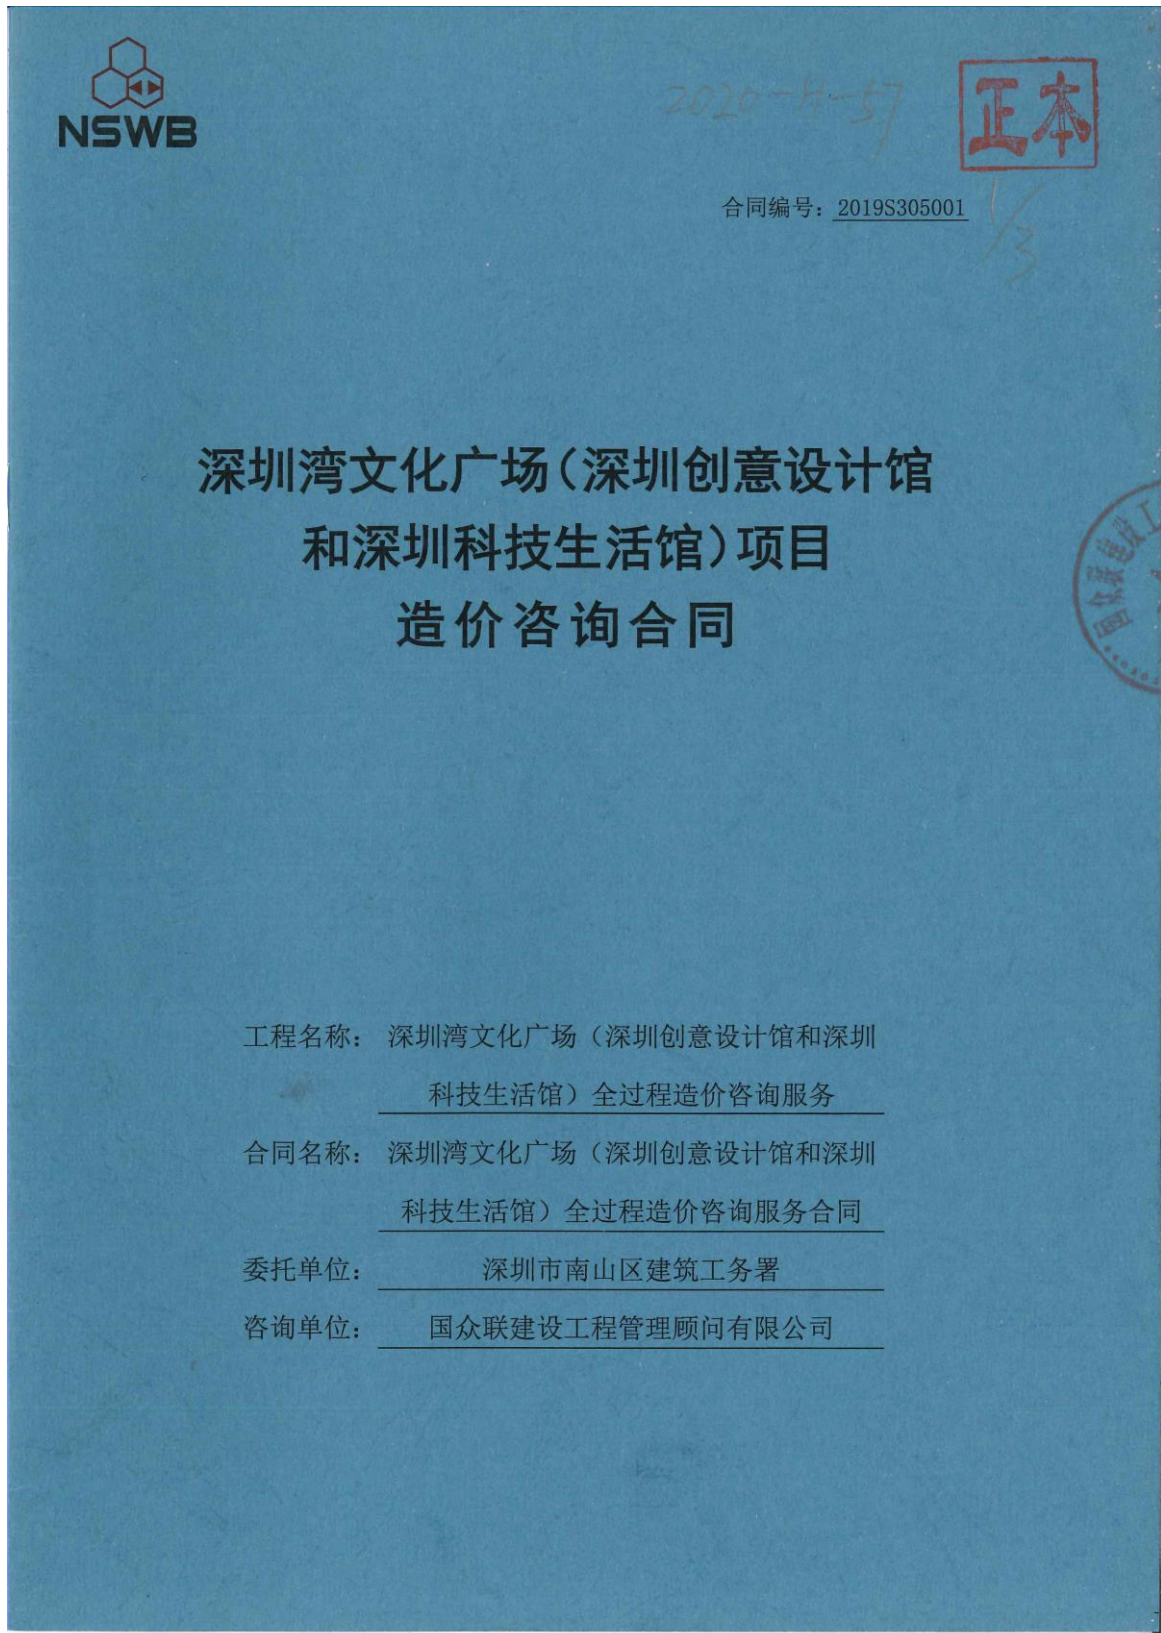 NSWB
正本
合同编号：2019S305001
深圳湾文化广场（深圳创意设计馆
和深圳科技生活馆）项目
造价咨询合同
国众联建设工
工程名称：深圳湾文化广场（深圳创意设计馆和深圳
科技生活馆）全过程造价咨询服务
合同名称：深圳湾文化广场（深圳创意设计馆和深圳
科技生活馆）全过程造价咨询服务合同
委托单位：深圳市南山区建筑工务署
咨询单位：国众联建设工程管理顾问有限公司